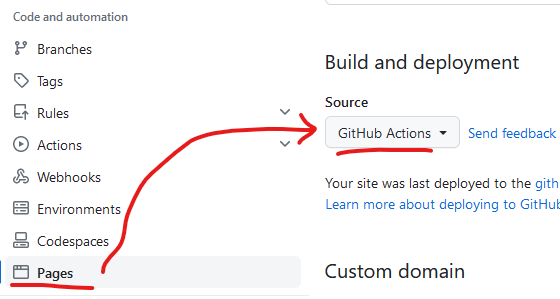 Code and automation
Branches
Tags
Rules
Actions
Webhooks
Environments
Codespaces
Pages
Build and deployment
Source
GitHub Actions
Send feedback
Your site was last deployed to the gith
Learn more about deploying to GitHub
Custom domain